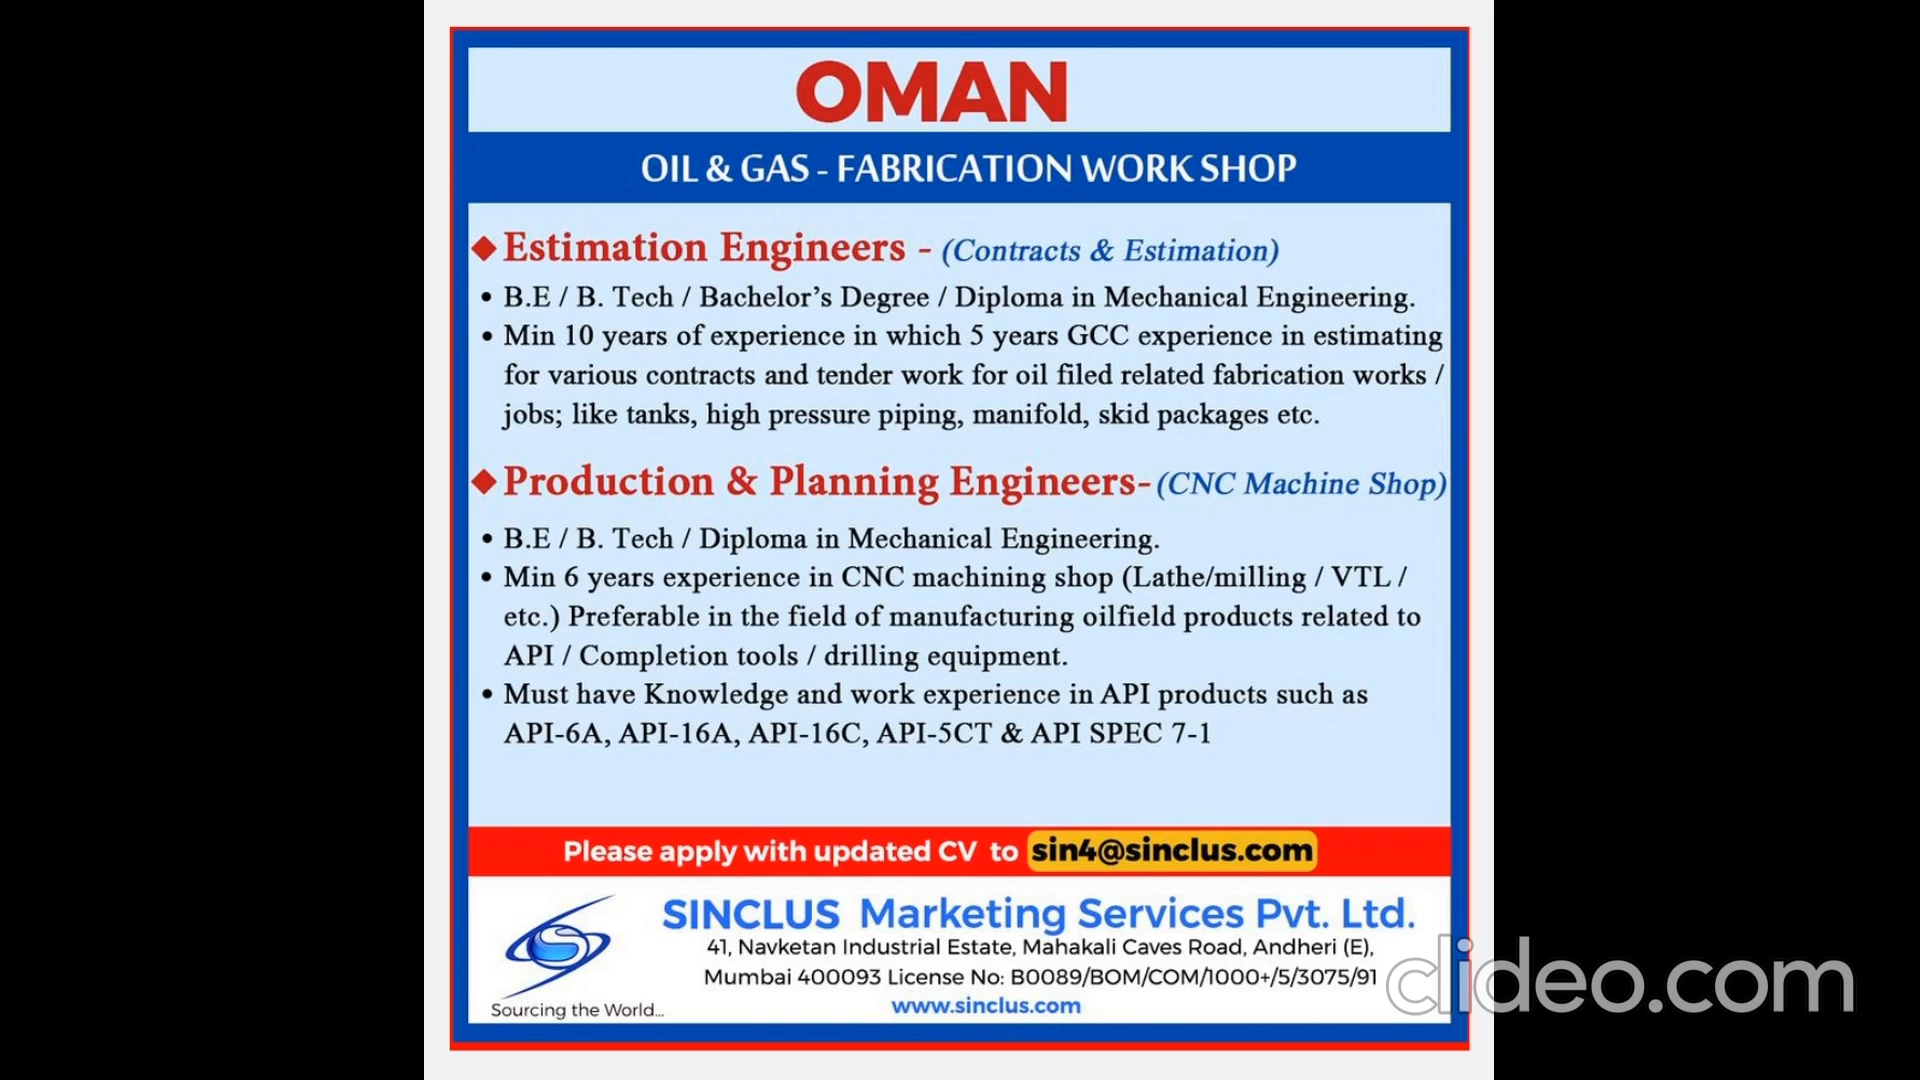 OMAN
OIL & GAS - FABRICATION WORK SHOP
Estimation Engineers - (Contracts & Estimation)
• B.E / B. Tech / Bachelor’s Degree / Diploma in Mechanical Engineering.
• Min 10 years of experience in which 5 years GCC experience in estimating
for various contracts and tender work for oil filed related fabrication works /
jobs; like tanks, high pressure piping, manifold, skid packages etc.
Production & Planning Engineers- (CNC Machine Shop)
• B.E / B. Tech / Diploma in Mechanical Engineering.
• Min 6 years experience in CNC machining shop (Lathe/milling / VTL /
etc.) Preferable in the field of manufacturing oilfield products related to
API / Completion tools / drilling equipment.
• Must have Knowledge and work experience in API products such as
API-6A, API-16A, API-16C, API-5CT & API SPEC 7-1
Please apply with updated CV to sin4@sinclus.com
SINCLUS Marketing Services Pvt. Ltd.
41, Navketan Industrial Estate, Mahakali Caves Road, Andheri (E),
Mumbai 400093 License No: B0089/BOM/COM/1000+/5/3075/91
www.sinclus.com
Sourcing the World...
clideo.com